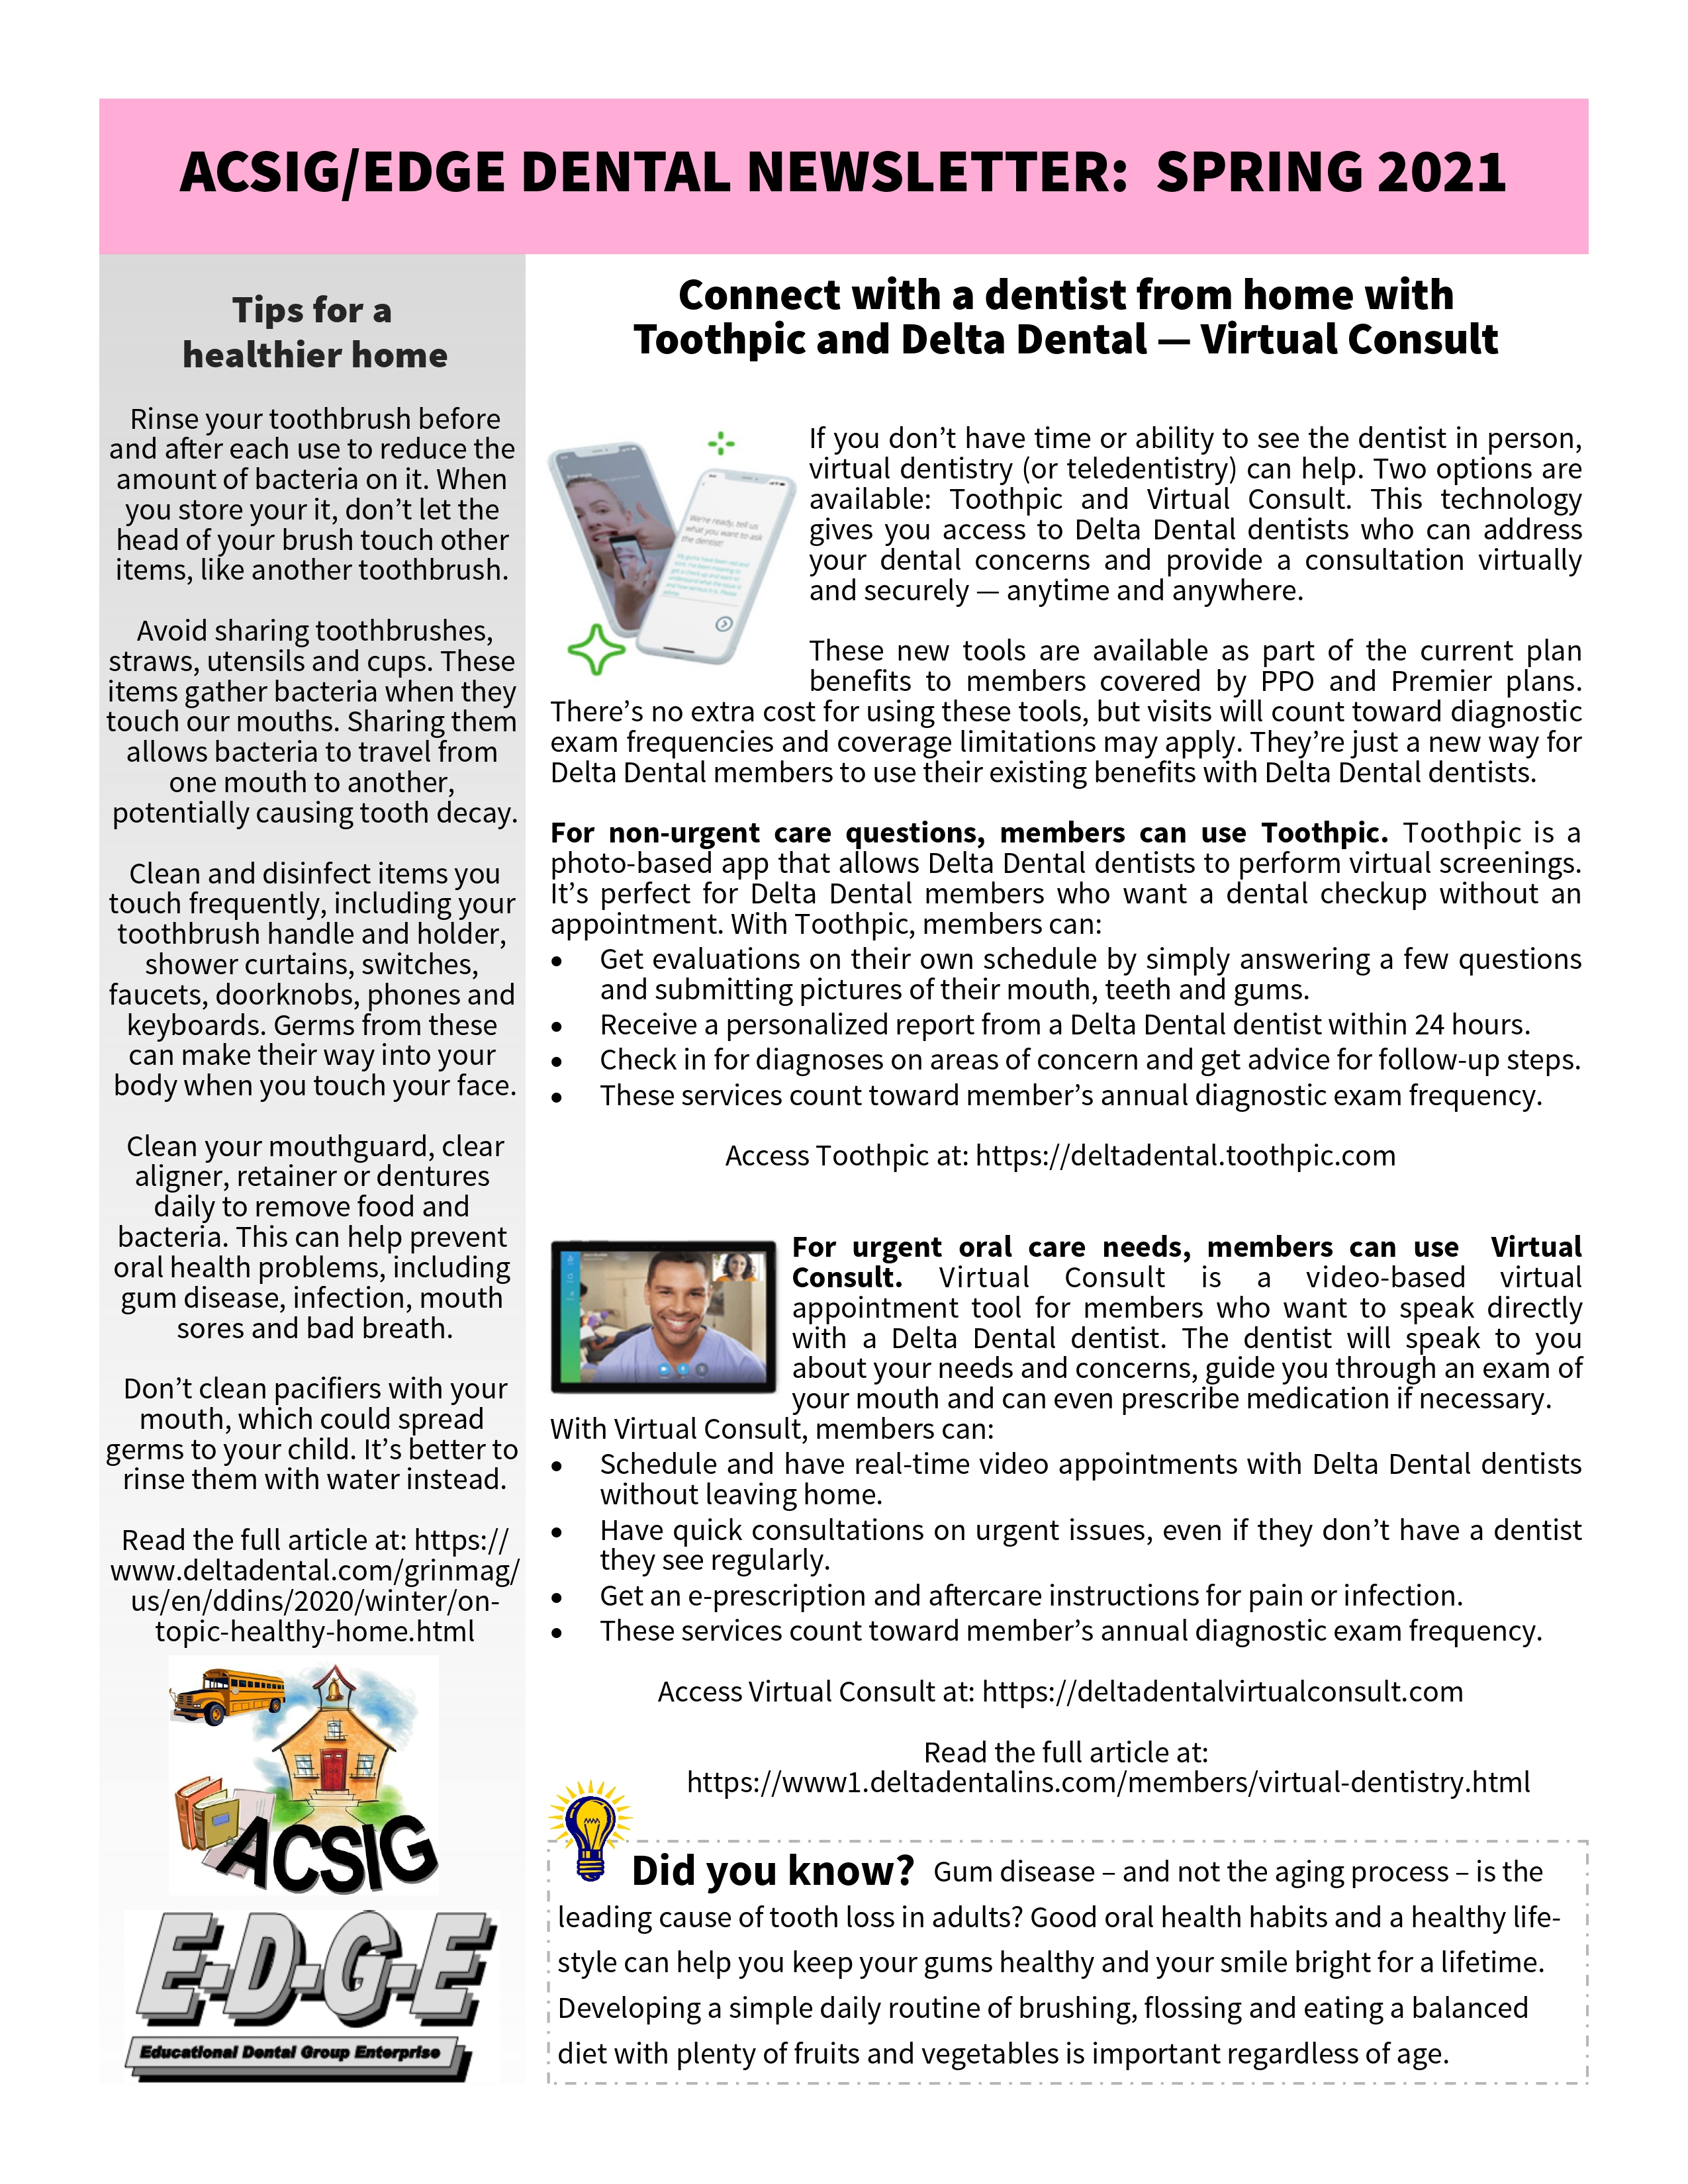 ACSIG/EDGE DENTAL NEWSLETTER:  SPRING 2021
Tips for a
healthier home
Rinse your toothbrush before
and after each use to reduce the
amount of bacteria on it. When
you store your it, don’t let the
head of your brush touch other
items, like another toothbrush.
Avoid sharing toothbrushes,
straws, utensils and cups. These
items gather bacteria when they
touch our mouths. Sharing them
allows bacteria to travel from
one mouth to another,
potentially causing tooth decay.
Clean and disinfect items you
touch frequently, including your
toothbrush handle and holder,
shower curtains, switches,
faucets, doorknobs, phones and
keyboards. Germs from these
can make their way into your
body when you touch your face.
Clean your mouthguard, clear
aligner, retainer or dentures
daily to remove food and
bacteria. This can help prevent
oral health problems, including
gum disease, infection, mouth
sores and bad breath.
Don’t clean pacifiers with your
mouth, which could spread
germs to your child. It’s better to
rinse them with water instead.
Read the full article at: https://
www.deltadental.com/grinmag/
us/en/ddins/2020/winter/on-
topic-healthy-home.html
ACSIG
E-D-G-E
Educational Dental Group Enterprise
Connect with a dentist from home with
Toothpic and Delta Dental — Virtual Consult
We're ready, tell us
what you want to ask
the dentist!
If you don’t have time or ability to see the dentist in person,
virtual dentistry (or teledentistry) can help. Two options are
available: Toothpic and Virtual Consult. This technology
gives you access to Delta Dental dentists who can address
your dental concerns and provide a consultation virtually
and securely — anytime and anywhere.
These new tools are available as part of the current plan
benefits to members covered by PPO and Premier plans.
There’s no extra cost for using these tools, but visits will count toward diagnostic
exam frequencies and coverage limitations may apply. They’re just a new way for
Delta Dental members to use their existing benefits with Delta Dental dentists.
For non-urgent care questions, members can use Toothpic. Toothpic is a
photo-based app that allows Delta Dental dentists to perform virtual screenings.
It’s perfect for Delta Dental members who want a dental checkup without an
appointment. With Toothpic, members can:
• Get evaluations on their own schedule by simply answering a few questions
and submitting pictures of their mouth, teeth and gums.
• Receive a personalized report from a Delta Dental dentist within 24 hours.
• Check in for diagnoses on areas of concern and get advice for follow-up steps.
• These services count toward member’s annual diagnostic exam frequency.
Access Toothpic at: https://deltadental.toothpic.com
For urgent oral care needs, members can use  Virtual
Consult. Virtual Consult is a video-based virtual
appointment tool for members who want to speak directly
with a Delta Dental dentist. The dentist will speak to you
about your needs and concerns, guide you through an exam of
your mouth and can even prescribe medication if necessary.
With Virtual Consult, members can:
• Schedule and have real-time video appointments with Delta Dental dentists
without leaving home.
• Have quick consultations on urgent issues, even if they don’t have a dentist
they see regularly.
• Get an e-prescription and aftercare instructions for pain or infection.
• These services count toward member’s annual diagnostic exam frequency.
Access Virtual Consult at: https://deltadentalvirtualconsult.com
Read the full article at:
https://www1.deltadentalins.com/members/virtual-dentistry.html
Did you know?  Gum disease – and not the aging process – is the
leading cause of tooth loss in adults? Good oral health habits and a healthy life-
style can help you keep your gums healthy and your smile bright for a lifetime.
Developing a simple daily routine of brushing, flossing and eating a balanced
diet with plenty of fruits and vegetables is important regardless of age.